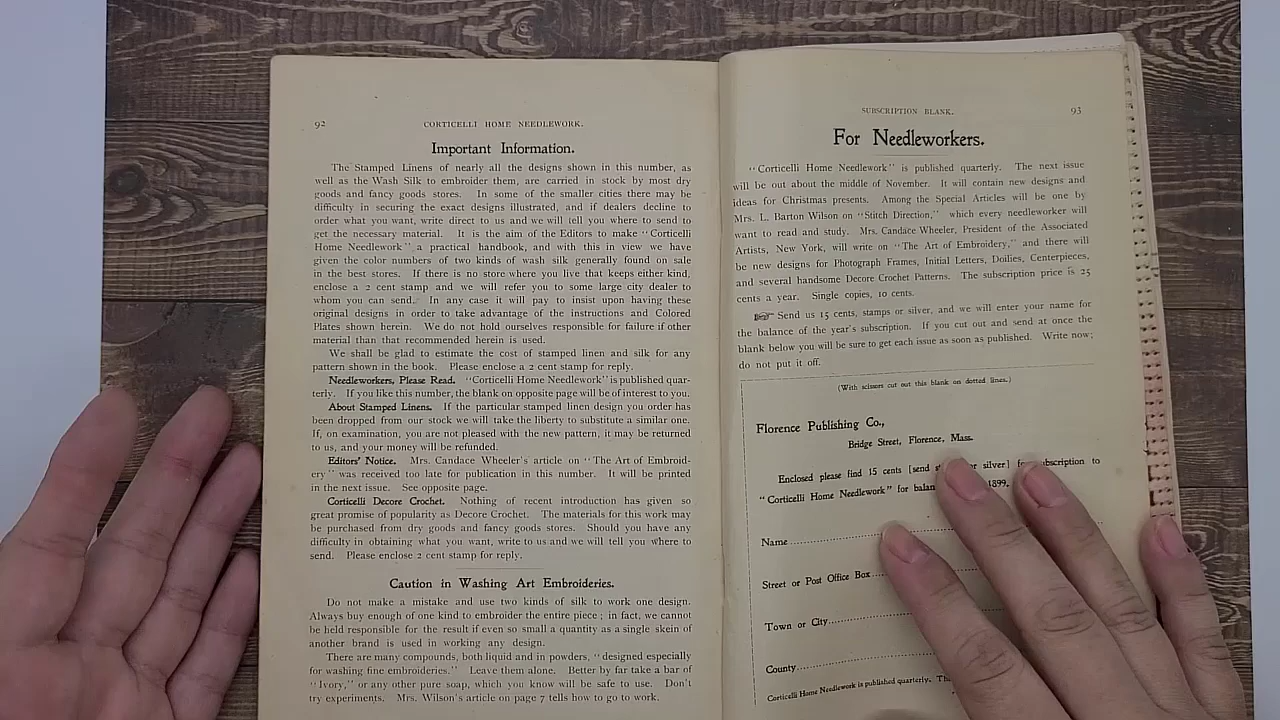 92 CORTICELLI HOME NEEDLEWORK.
Important Information.
The Stamped Linens of nearly all the designs shown in this number, as
well as the Wash Silk to embroider them are carried in stock by most dry
goods and fancy goods stores. In some of the smaller cities there may be
difficulty in securing the exact designs illustrated, and if dealers decline to
order what you want, write direct to us and we will tell you where to send to
get the necessary material. It is the aim of the Editors to make "Corticelli
Home Needlework" a practical handbook, and with this in view we have
given the color numbers of two kinds of wash silk generally found on sale
in the best stores. If there is no store where you live that keeps either kind,
enclose a 2 cent stamp and we will refer you to some large city dealer to
whom you can send. In any case it will pay to insist upon having these
original designs in order to take advantage of the instructions and Colored
Plates shown herein. We do not hold ourselves responsible for failure if other
material than that recommended herein is used.
We shall be glad to estimate the cost of stamped linen and silk for any
pattern shown in the book. Please enclose a 2 cent stamp for reply.
Needleworkers, Please Read. "Corticelli Home Needlework" is published quar-
terly. If you like this number, the blank on opposite page will be of interest to you.
About Stamped Linens. If the particular stamped linen design you order has
been dropped from our stock we will take the liberty to substitute a similar one.
If, on examination, you are not pleased with the new pattern, it may be returned
to us, and your money will be refunded.
Editors' Notice. Mrs. Candace Wheeler's article on "The Art of Embroid-
ery" was received too late for publication in this number. It will be printed
in the next issue. See opposite page.
Corticelli Decore Crochet. Nothing of recent introduction has given so
great promise of popularity as Decore Crochet. The materials for this work may
be purchased from dry goods and fancy goods stores. Should you have any
difficulty in obtaining what you want write to us and we will tell you where to
send. Please enclose 2 cent stamp for reply.
Caution in Washing Art Embroideries.
Do not make a mistake and use two kinds of silk to work one design.
Always buy enough of one kind to embroider the entire piece; in fact, we cannot
be held responsible for the result if even so small a quantity as a single skein of
another brand is used in working any design.
There are many compounds, both liquid and in powders, "designed especially
for washing fine embroideries." Leave them alone. Better by far take a bar of
"Ivory," or any other pure soap, which you know will be safe to use. Don't
try experiments. Mrs. Wilson's article, on page 76 tells how to go to work.
SUBSCRIPTION BLANK. 93
For Needleworkers.
"Corticelli Home Needlework" is published quarterly. The next issue
will be out about the middle of November. It will contain new designs and
ideas for Christmas presents. Among the Special Articles will be one by
Mrs. L. Barton Wilson on "Stitch Direction," which every needleworker will
want to read and study. Mrs. Candace Wheeler, President of the Associated
Artists, New York, will write on "The Art of Embroidery," and there will
be new designs for Photograph Frames, Initial Letters, Doilies, Centerpieces,
and several handsome Decore Crochet Patterns. The subscription price is 25
cents a year. Single copies, 10 cents.
☞ Send us 15 cents, stamps or silver, and we will enter your name for
the balance of the year's subscription. If you cut out and send at once the
blank below you will be sure to get each issue as soon as published. Write now;
do not put it off.
(With scissors cut out this blank on dotted lines.)
Florence Publishing Co.,
Bridge Street, Florence, Mass.
Enclosed please find 15 cents [send or silver] subscription to
"Corticelli Home Needlework" for 1899.
Name
Street or Post Office Box
Town or City
County
Corticelli Home Needlework is published quarterly.